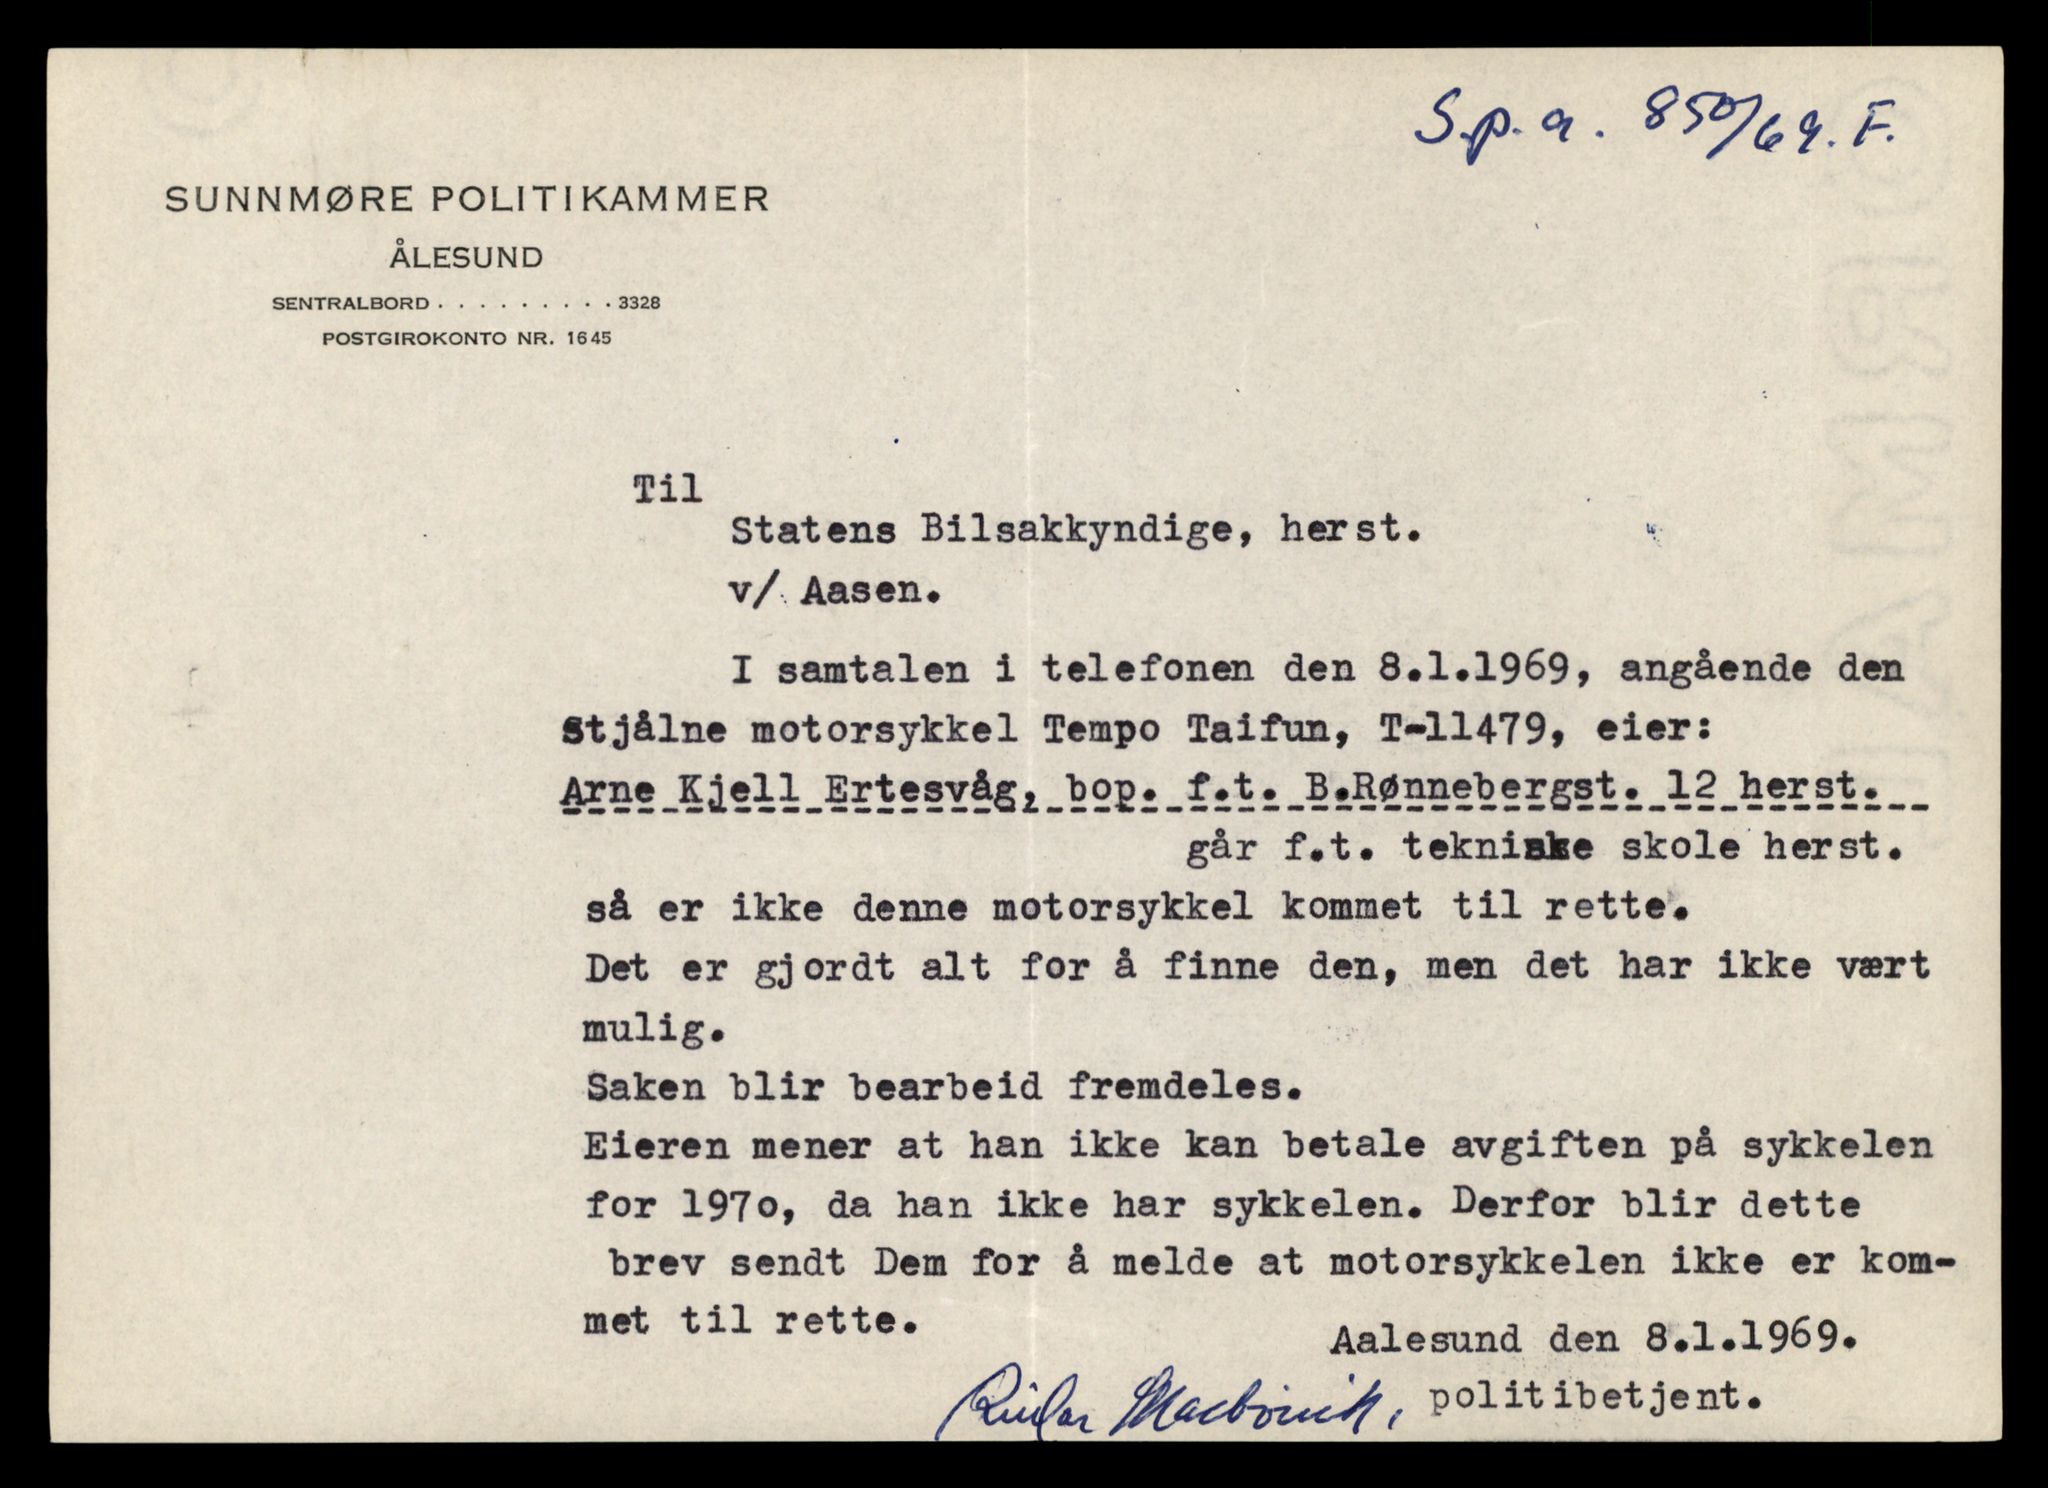 S.p.a. 850/69. F.
SUNNMØRE POLITIKAMMER
ÅLESUND
SENTRALBORD . . . . . . . . . 3328
POSTGIROKONTO NR. 1645
Til
Statens Bilsakkyndige, herst.
v/ Aasen.
I samtalen i telefonen den 8.1.1969, angående den
stjålne motorsykkel Tempo Taifun, T-11479, eier:
Arne Kjell Ertesvåg, bop. f.t. B.Rønnebergst. 12 herst.
går f.t. tekniske skole herst.
så er ikke denne motorsykkel kommet til rette.
Det er gjordt alt for å finne den, men det har ikke vært
mulig.
Saken blir bearbeid fremdeles.
Eieren mener at han ikke kan betale avgiften på sykkelen
for 197o, da han ikke har sykkelen. Derfor blir dette
brev sendt Dem for å melde at motorsykkelen ikke er kom-
met til rette.
Aalesund den 8.1.1969.
politibetjent.